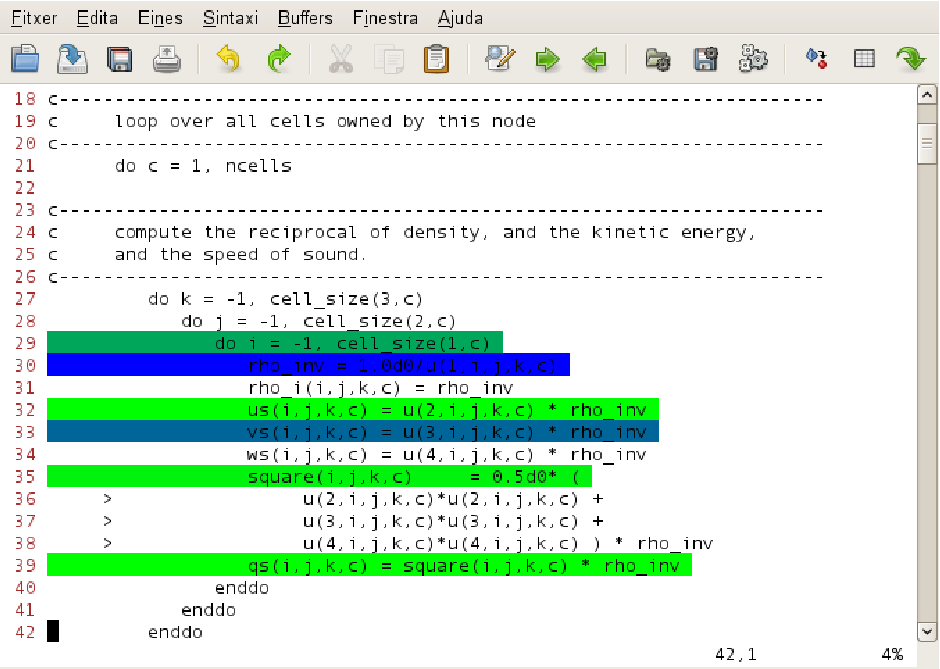 Fitxer Edita Eines Sintaxi Buffers Finestra Ajuda
18 c---------------------------------------------------------------------
19 c     loop over all cells owned by this node
20 c---------------------------------------------------------------------
21       do c = 1, ncells
22
23 c---------------------------------------------------------------------
24 c     compute the reciprocal of density, and the kinetic energy,
25 c     and the speed of sound.
26 c---------------------------------------------------------------------
27          do k = -1, cell_size(3,c)
28             do j = -1, cell_size(2,c)
29                do i = -1, cell_size(1,c)
30                   rho_inv = 1.0d0/u(1,i,j,k,c)
31                   rho_i(i,j,k,c) = rho_inv
32                   us(i,j,k,c) = u(2,i,j,k,c) * rho_inv
33                   vs(i,j,k,c) = u(3,i,j,k,c) * rho_inv
34                   ws(i,j,k,c) = u(4,i,j,k,c) * rho_inv
35                   square(i,j,k,c)     = 0.5d0* (
36      >                 u(2,i,j,k,c)*u(2,i,j,k,c) +
37      >                 u(3,i,j,k,c)*u(3,i,j,k,c) +
38      >                 u(4,i,j,k,c)*u(4,i,j,k,c) ) * rho_inv
39                   qs(i,j,k,c) = square(i,j,k,c) * rho_inv
40                enddo
41             enddo
42          enddo
42,1 4%